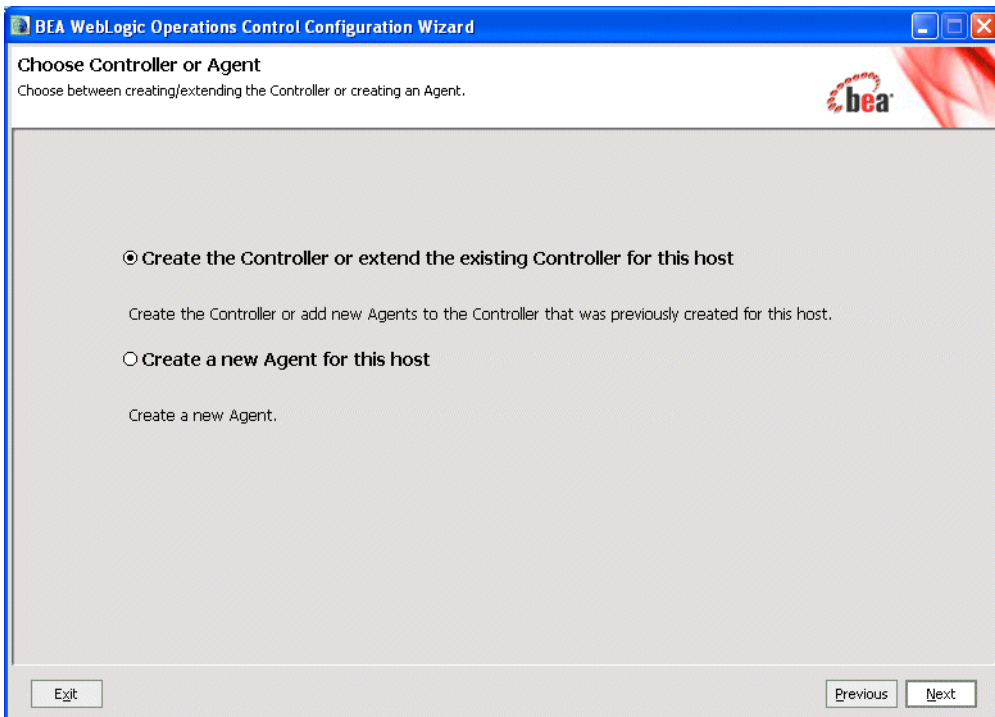 BEA WebLogic Operations Control Configuration Wizard
Choose Controller or Agent
Choose between creating/extending the Controller or creating an Agent.
bea
Create the Controller or extend the existing Controller for this host
Create the Controller or add new Agents to the Controller that was previously created for this host.
Create a new Agent for this host
Create a new Agent.
Exit
Previous
Next